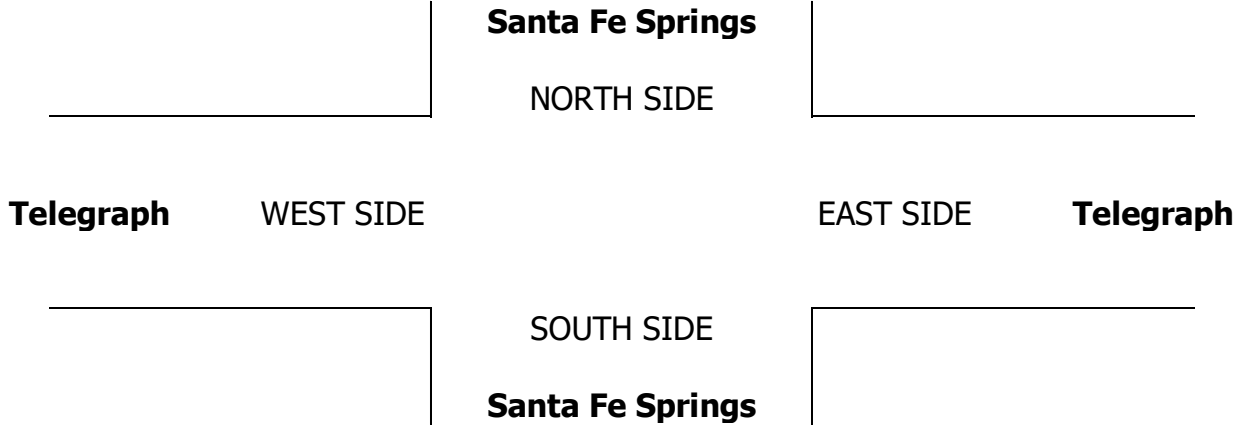 Santa Fe Springs
NORTH SIDE
Telegraph WEST SIDE EAST SIDE Telegraph
SOUTH SIDE
Santa Fe Springs